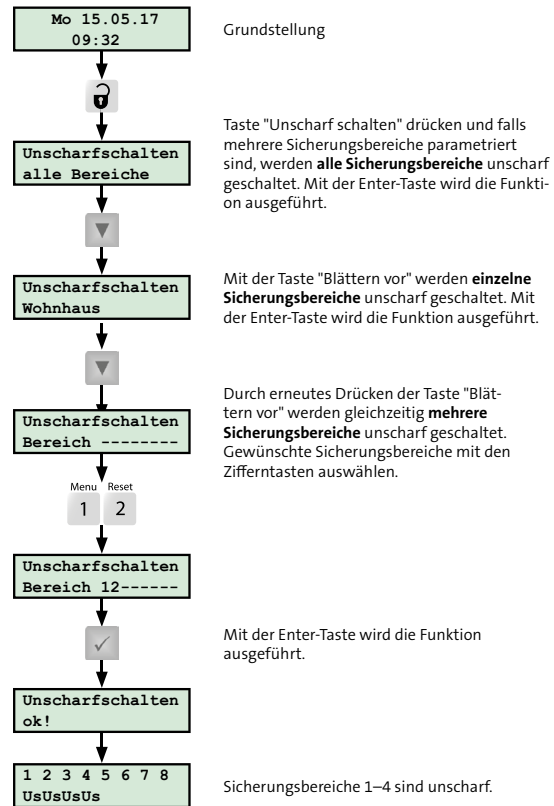 Mo 15.05.17
09:32
Grundstellung
Unscharfschalten
alle Bereiche
Taste "Unscharf schalten" drücken und falls
mehrere Sicherungsbereiche parametriert
sind, werden alle Sicherungsbereiche unscharf
geschaltet. Mit der Enter-Taste wird die Funkti-
on ausgeführt.
Unscharfschalten
Wohnhaus
Mit der Taste "Blättern vor" werden einzelne
Sicherungsbereiche unscharf geschaltet. Mit
der Enter-Taste wird die Funktion ausgeführt.
Unscharfschalten
Bereich --------
Durch erneutes Drücken der Taste "Blät-
tern vor" werden gleichzeitig mehrere
Sicherungsbereiche unscharf geschaltet.
Gewünschte Sicherungsbereiche mit den
Zifferntasten auswählen.
Menu Reset
1 2
Unscharfschalten
Bereich 12------
Mit der Enter-Taste wird die Funktion
ausgeführt.
Unscharfschalten
ok!
1 2 3 4 5 6 7 8
UsUsUsUs
Sicherungsbereiche 1–4 sind unscharf.